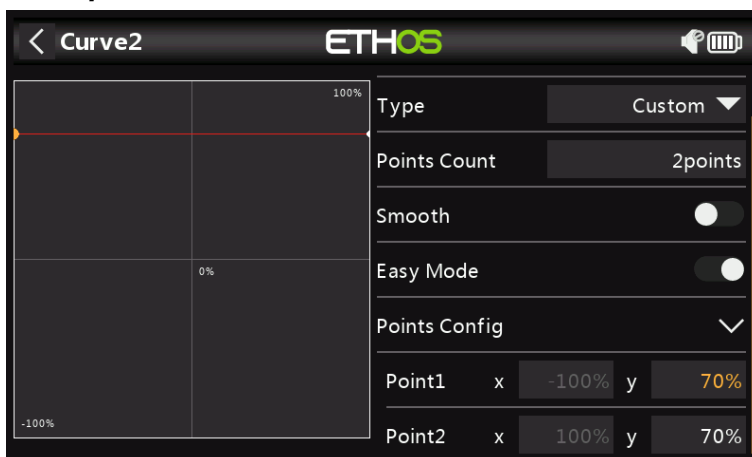 Curve2
ETHOS
100%
0%
-100%
Type Custom
Points Count 2points
Smooth
Easy Mode
Points Config
Point1 x -100% y 70%
Point2 x 100% y 70%